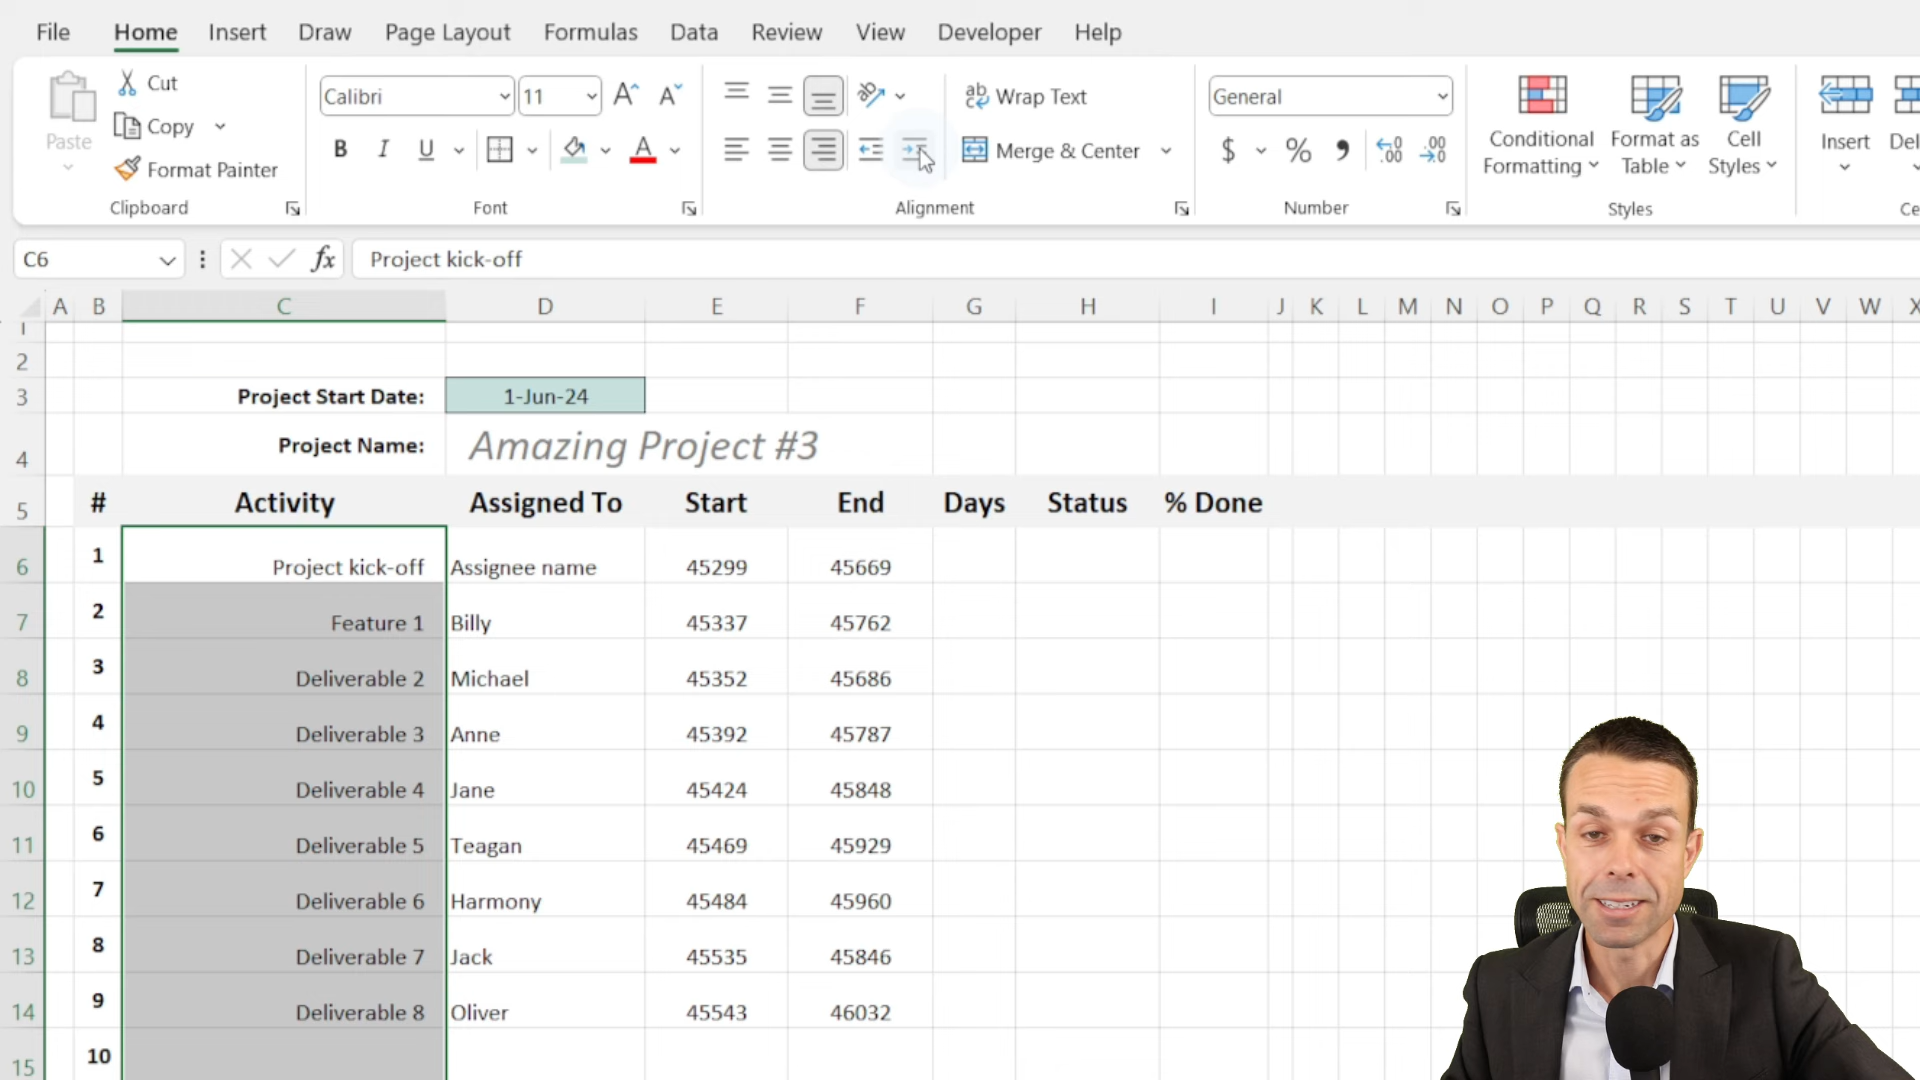 File Home Insert Draw Page Layout Formulas Data Review View Developer Help
Paste
Cut
Copy
Format Painter
Clipboard
Calibri 11
B I U A
Font
ab Wrap Text
Merge & Center
Alignment
General
$ % 9 .00 .00
Number
Conditional Formatting
Format as Table
Cell Styles
Styles
Insert
C6 fx Project kick-off
A B C D E F G H I J K L M N O P Q R S T U V W X
2
3 Project Start Date: 1-Jun-24
4 Project Name: Amazing Project #3
5 # Activity Assigned To Start End Days Status % Done
6 1 Project kick-off Assignee name 45299 45669
7 2 Feature 1 Billy 45337 45762
8 3 Deliverable 2 Michael 45352 45686
9 4 Deliverable 3 Anne 45392 45787
10 5 Deliverable 4 Jane 45424 45848
11 6 Deliverable 5 Teagan 45469 45929
12 7 Deliverable 6 Harmony 45484 45960
13 8 Deliverable 7 Jack 45535 45846
14 9 Deliverable 8 Oliver 45543 46032
15 10